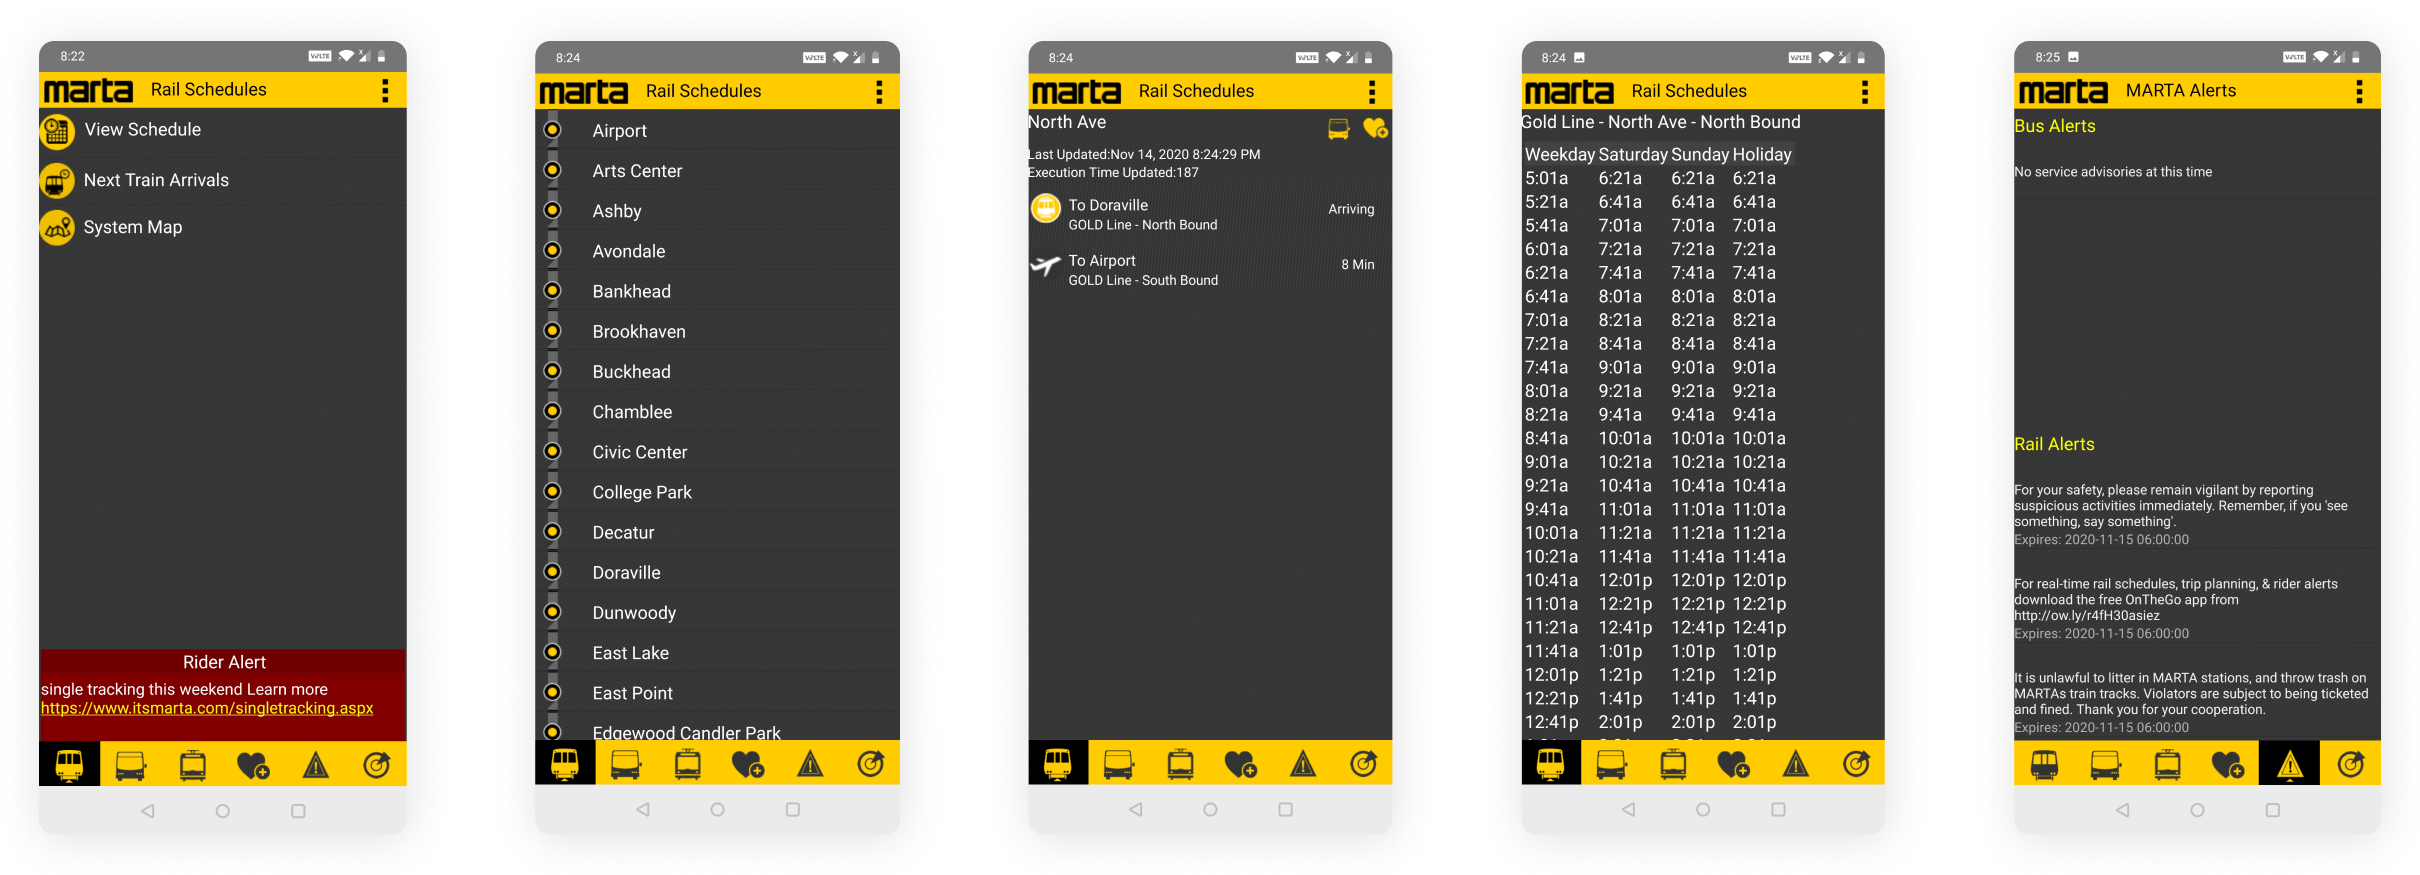 8:22
VoLTE
marta Rail Schedules
View Schedule
Next Train Arrivals
System Map
Rider Alert
single tracking this weekend Learn more
https://www.itsmarta.com/singletracking.aspx
8:24
VoLTE
marta Rail Schedules
Airport
Arts Center
Ashby
Avondale
Bankhead
Brookhaven
Buckhead
Chamblee
Civic Center
College Park
Decatur
Doraville
Dunwoody
East Lake
East Point
Edgewood Candler Park
8:24
VoLTE
marta Rail Schedules
North Ave
Last Updated:Nov 14, 2020 8:24:29 PM
Execution Time Updated:187
To Doraville
GOLD Line - North Bound
Arriving
To Airport
GOLD Line - South Bound
8 Min
8:24
VoLTE
marta Rail Schedules
Gold Line - North Ave - North Bound
Weekday Saturday Sunday Holiday
5:01a 6:21a 6:21a 6:21a
5:21a 6:41a 6:41a 6:41a
5:41a 7:01a 7:01a 7:01a
6:01a 7:21a 7:21a 7:21a
6:21a 7:41a 7:41a 7:41a
6:41a 8:01a 8:01a 8:01a
7:01a 8:21a 8:21a 8:21a
7:21a 8:41a 8:41a 8:41a
7:41a 9:01a 9:01a 9:01a
8:01a 9:21a 9:21a 9:21a
8:21a 9:41a 9:41a 9:41a
8:41a 10:01a 10:01a 10:01a
9:01a 10:21a 10:21a 10:21a
9:21a 10:41a 10:41a 10:41a
9:41a 11:01a 11:01a 11:01a
10:01a 11:21a 11:21a 11:21a
10:21a 11:41a 11:41a 11:41a
10:41a 12:01p 12:01p 12:01p
11:01a 12:21p 12:21p 12:21p
11:21a 12:41p 12:41p 12:41p
11:41a 1:01p 1:01p 1:01p
12:01p 1:21p 1:21p 1:21p
12:21p 1:41p 1:41p 1:41p
12:41p 2:01p 2:01p 2:01p
8:25
VoLTE
marta MARTA Alerts
Bus Alerts
No service advisories at this time
Rail Alerts
For your safety, please remain vigilant by reporting
suspicious activities immediately. Remember, if you 'see
something, say something'.
Expires: 2020-11-15 06:00:00
For real-time rail schedules, trip planning, & rider alerts
download the free OnTheGo app from
http://ow.ly/r4fH30asiez
Expires: 2020-11-15 06:00:00
It is unlawful to litter in MARTA stations, and throw trash on
MARTAs train tracks. Violators are subject to being ticketed
and fined. Thank you for your cooperation.
Expires: 2020-11-15 06:00:00